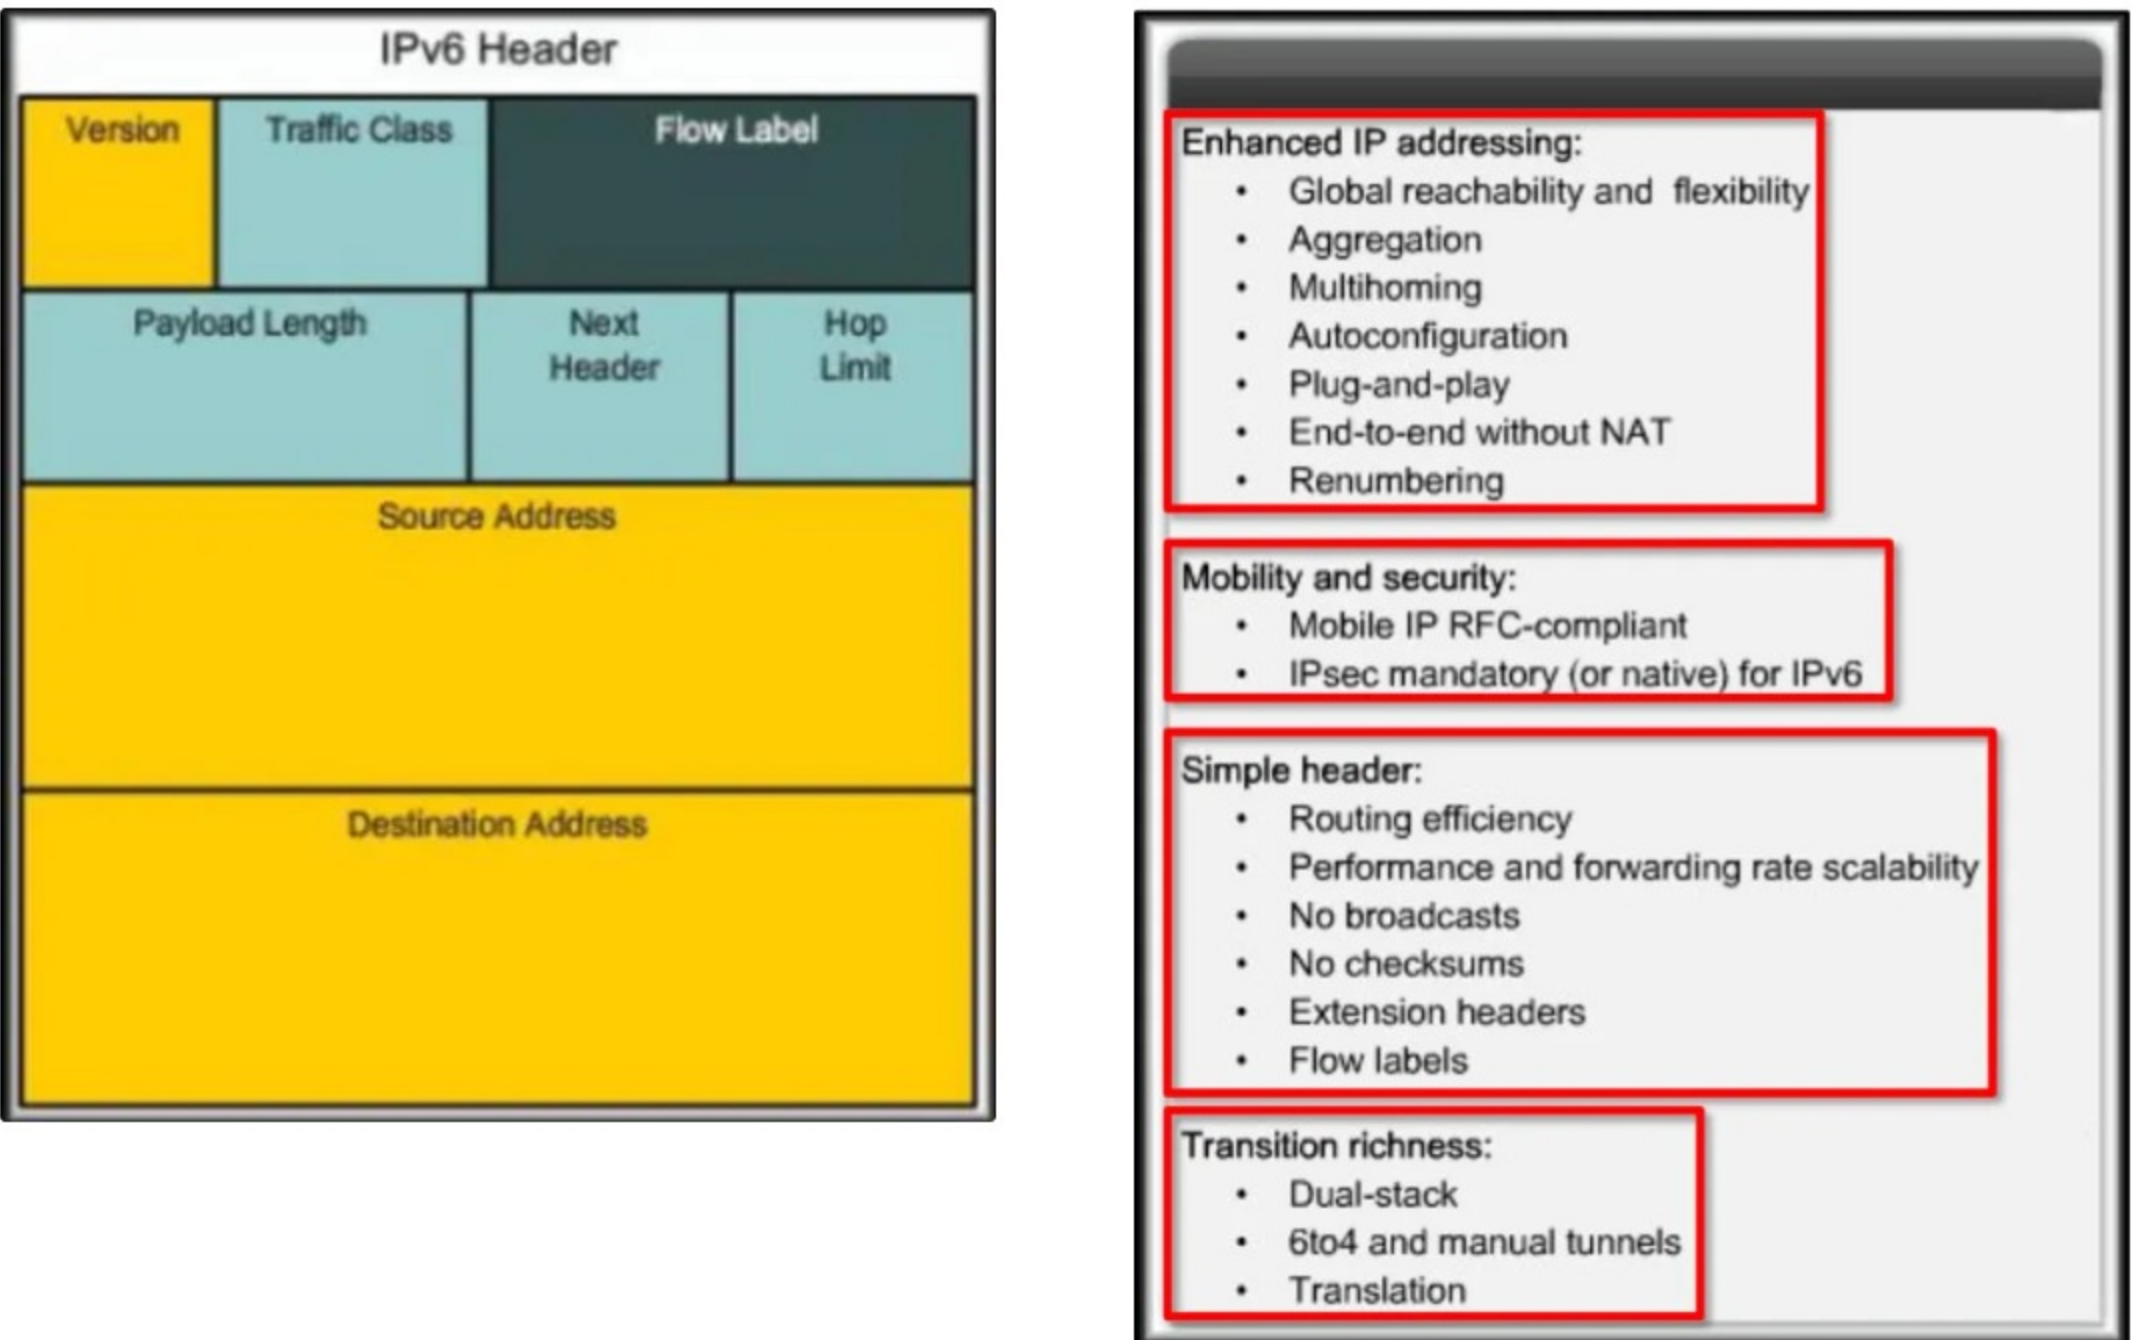 IPv6 Header
Version
Traffic Class
Flow Label
Payload Length
Next
Header
Hop
Limit
Source Address
Destination Address
Enhanced IP addressing:
• Global reachability and flexibility
• Aggregation
• Multihoming
• Autoconfiguration
• Plug-and-play
• End-to-end without NAT
• Renumbering
Mobility and security:
• Mobile IP RFC-compliant
• IPsec mandatory (or native) for IPv6
Simple header:
• Routing efficiency
• Performance and forwarding rate scalability
• No broadcasts
• No checksums
• Extension headers
• Flow labels
Transition richness:
• Dual-stack
• 6to4 and manual tunnels
• Translation